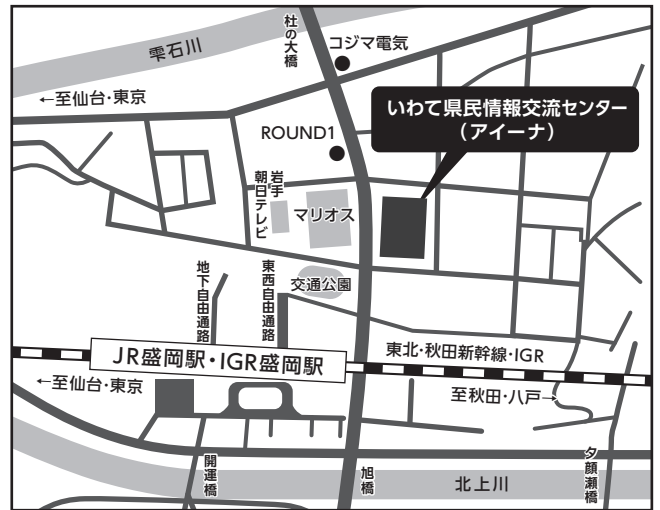 杜の大橋
雫石川
コジマ電気
←至仙台・東京
いわて県民情報交流センター
（アイーナ）
ROUND1
岩手
朝日テレビ
マリオス
地下自由通路
東西自由通路
交通公園
JR盛岡駅・IGR盛岡駅
東北・秋田新幹線・IGR
←至仙台・東京
至秋田・八戸→
開運橋
旭橋
北上川
夕顔瀬橋